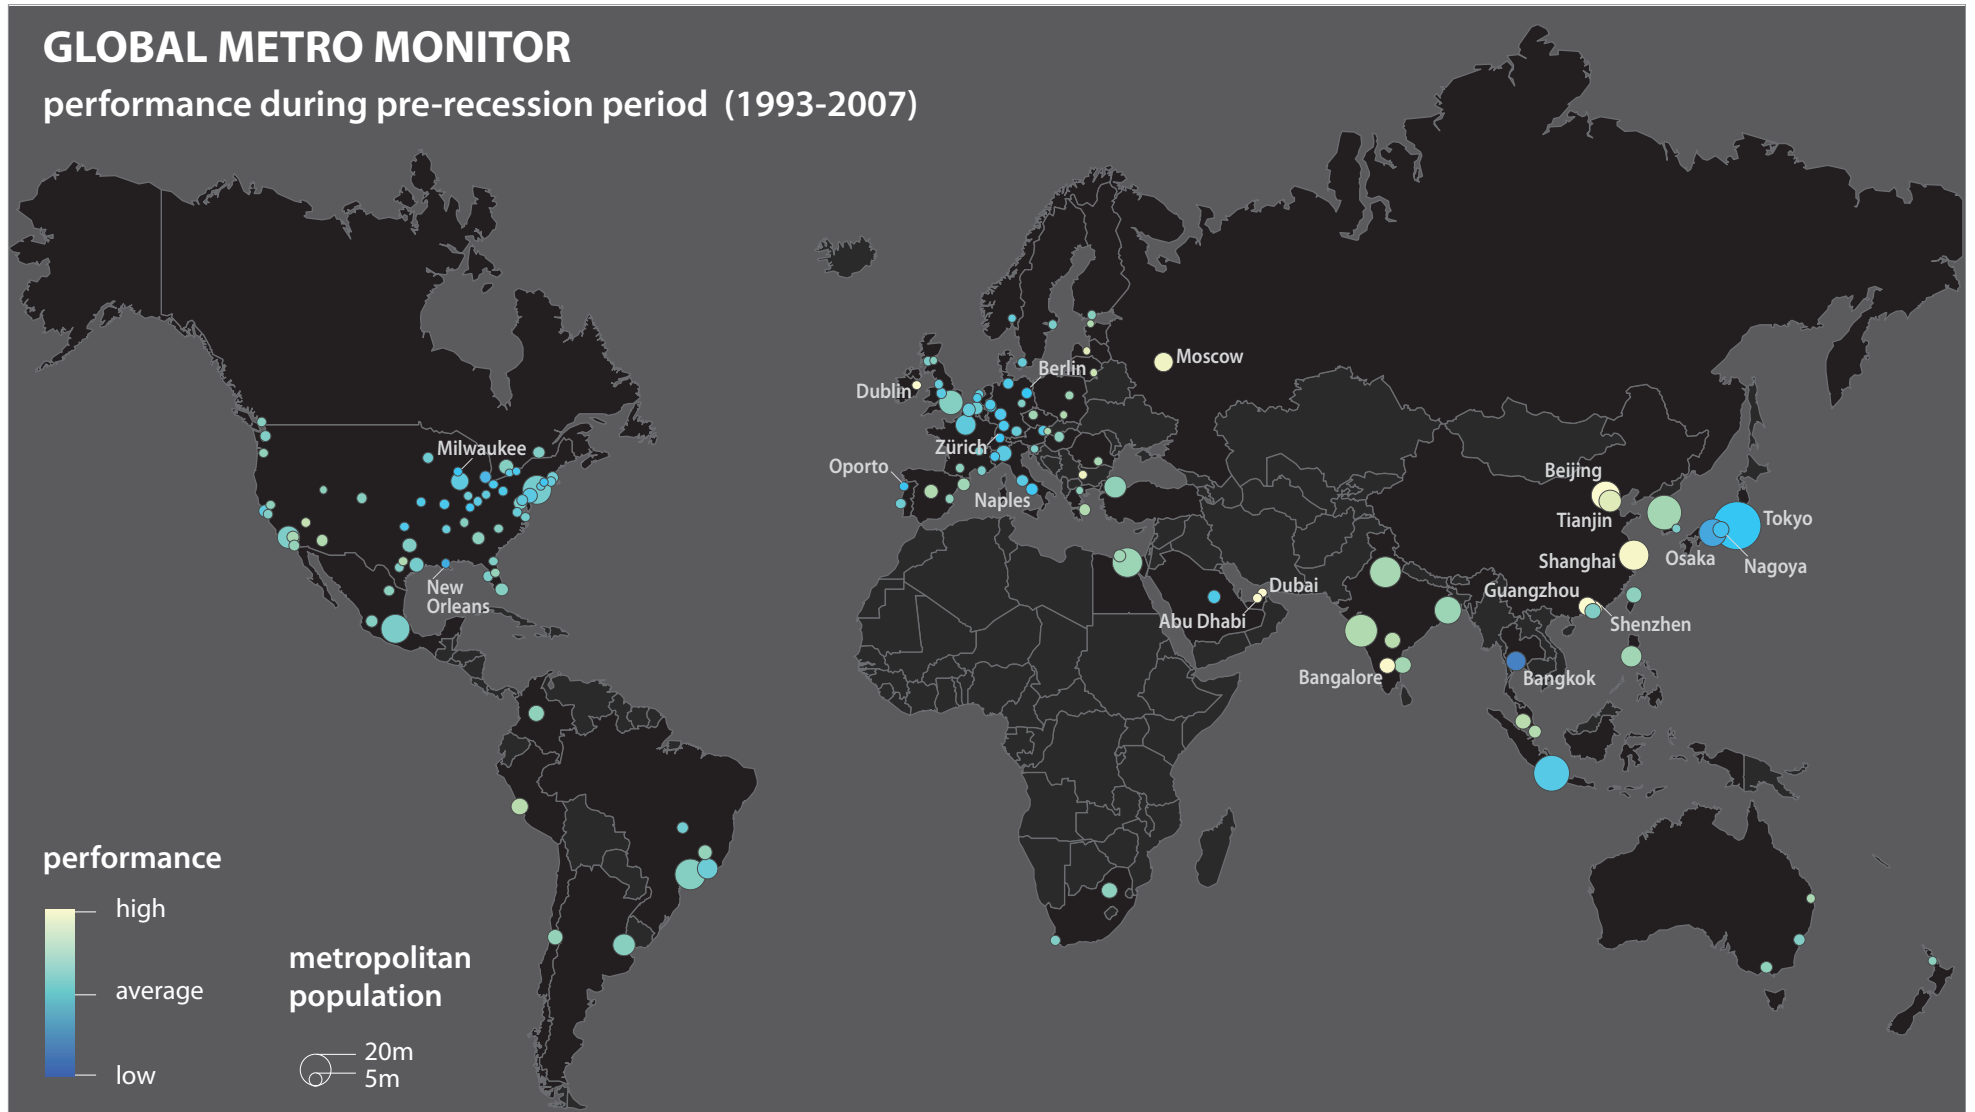 GLOBAL METRO MONITOR
performance during pre-recession period (1993-2007)
Moscow
Berlin
Dublin
Milwaukee
Zürich
Oporto
Beijing
Naples
Tianjin
Tokyo
Shanghai
Osaka
Nagoya
New
Orleans
Dubai
Guangzhou
Abu Dhabi
Shenzhen
Bangalore
Bangkok
performance
high
average
low
metropolitan
population
20m
5m